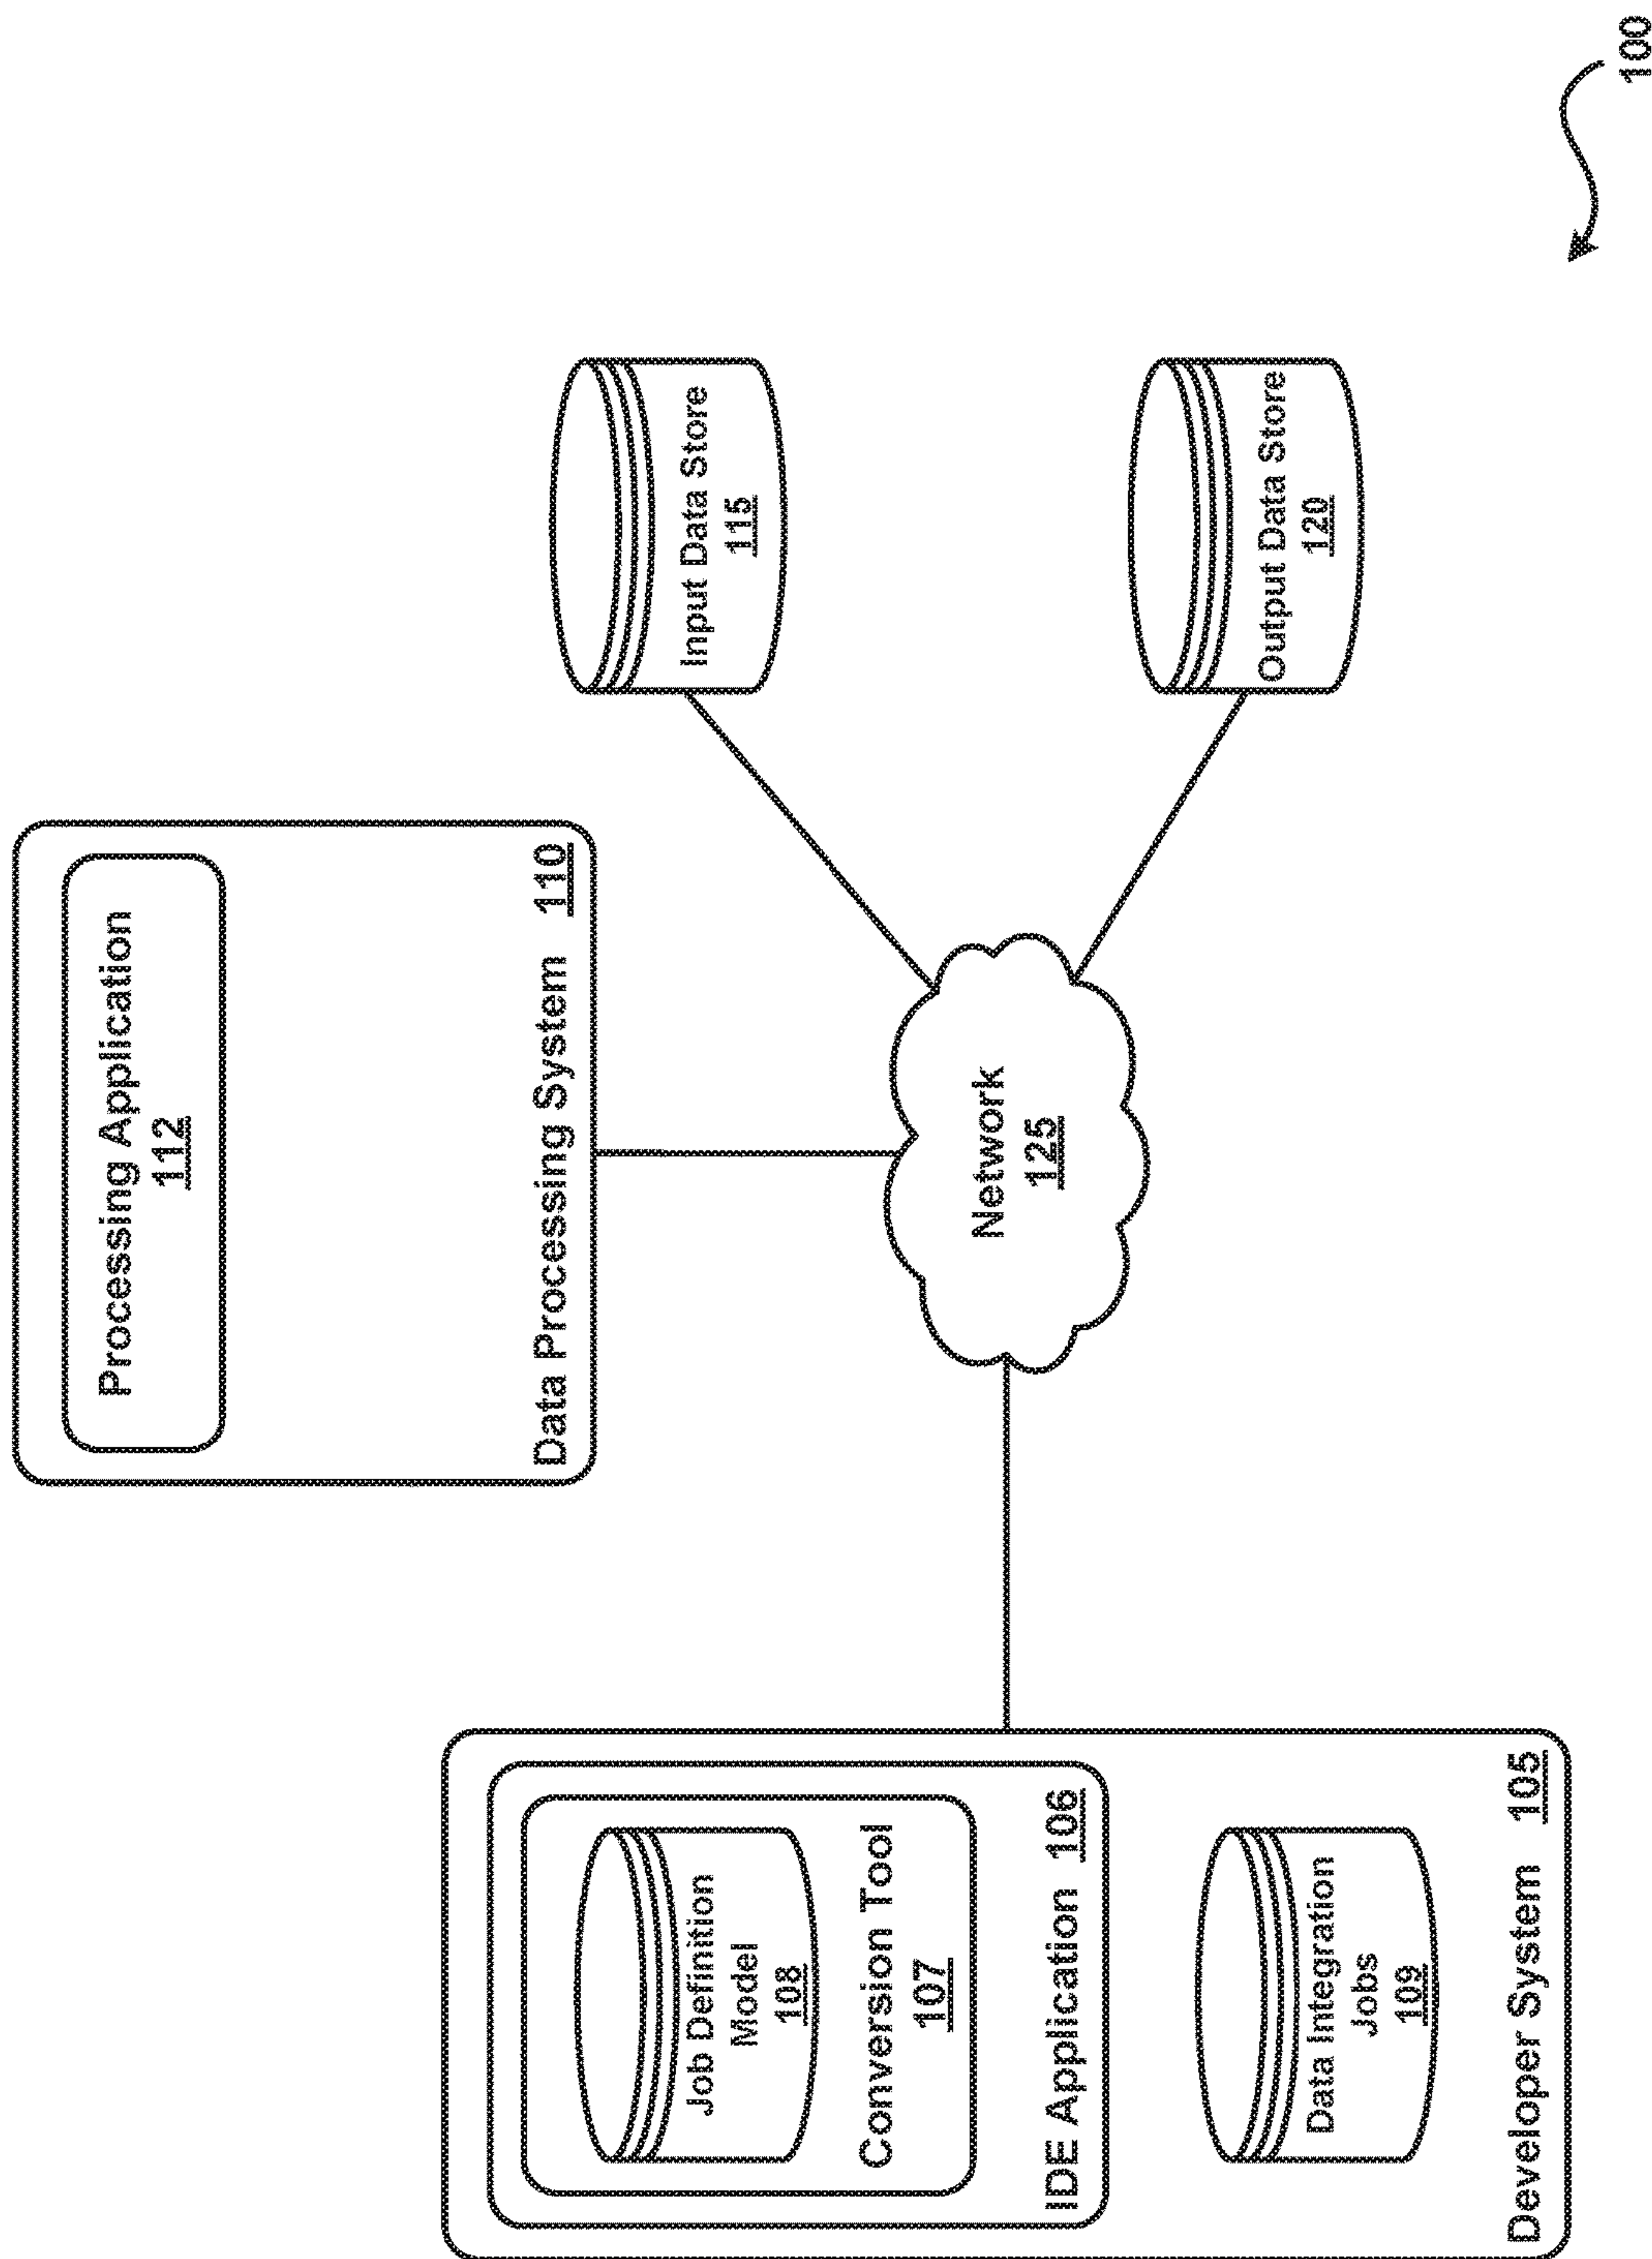 Processing Application
112
Data Processing System 110
Job Definition
Model
108
Conversion Tool
107
IDE Application 106
Data Integration
Jobs
109
Developer System 105
Network
125
Input Data Store
115
Output Data Store
120
100